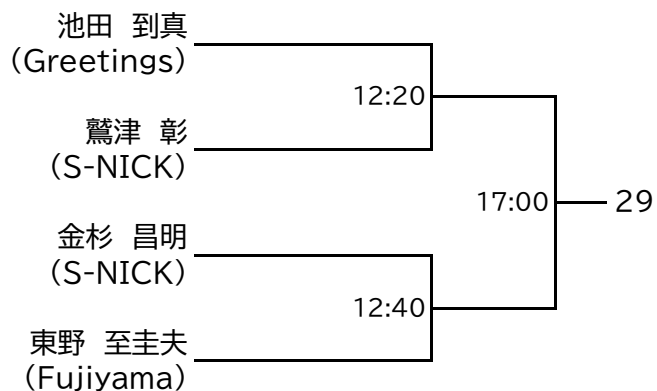 池田 到真
（Greetings）
12:20
鷲津 彰
（S-NICK）
17:00
29
金杉 昌明
（S-NICK）
12:40
東野 至圭夫
（Fujiyama）